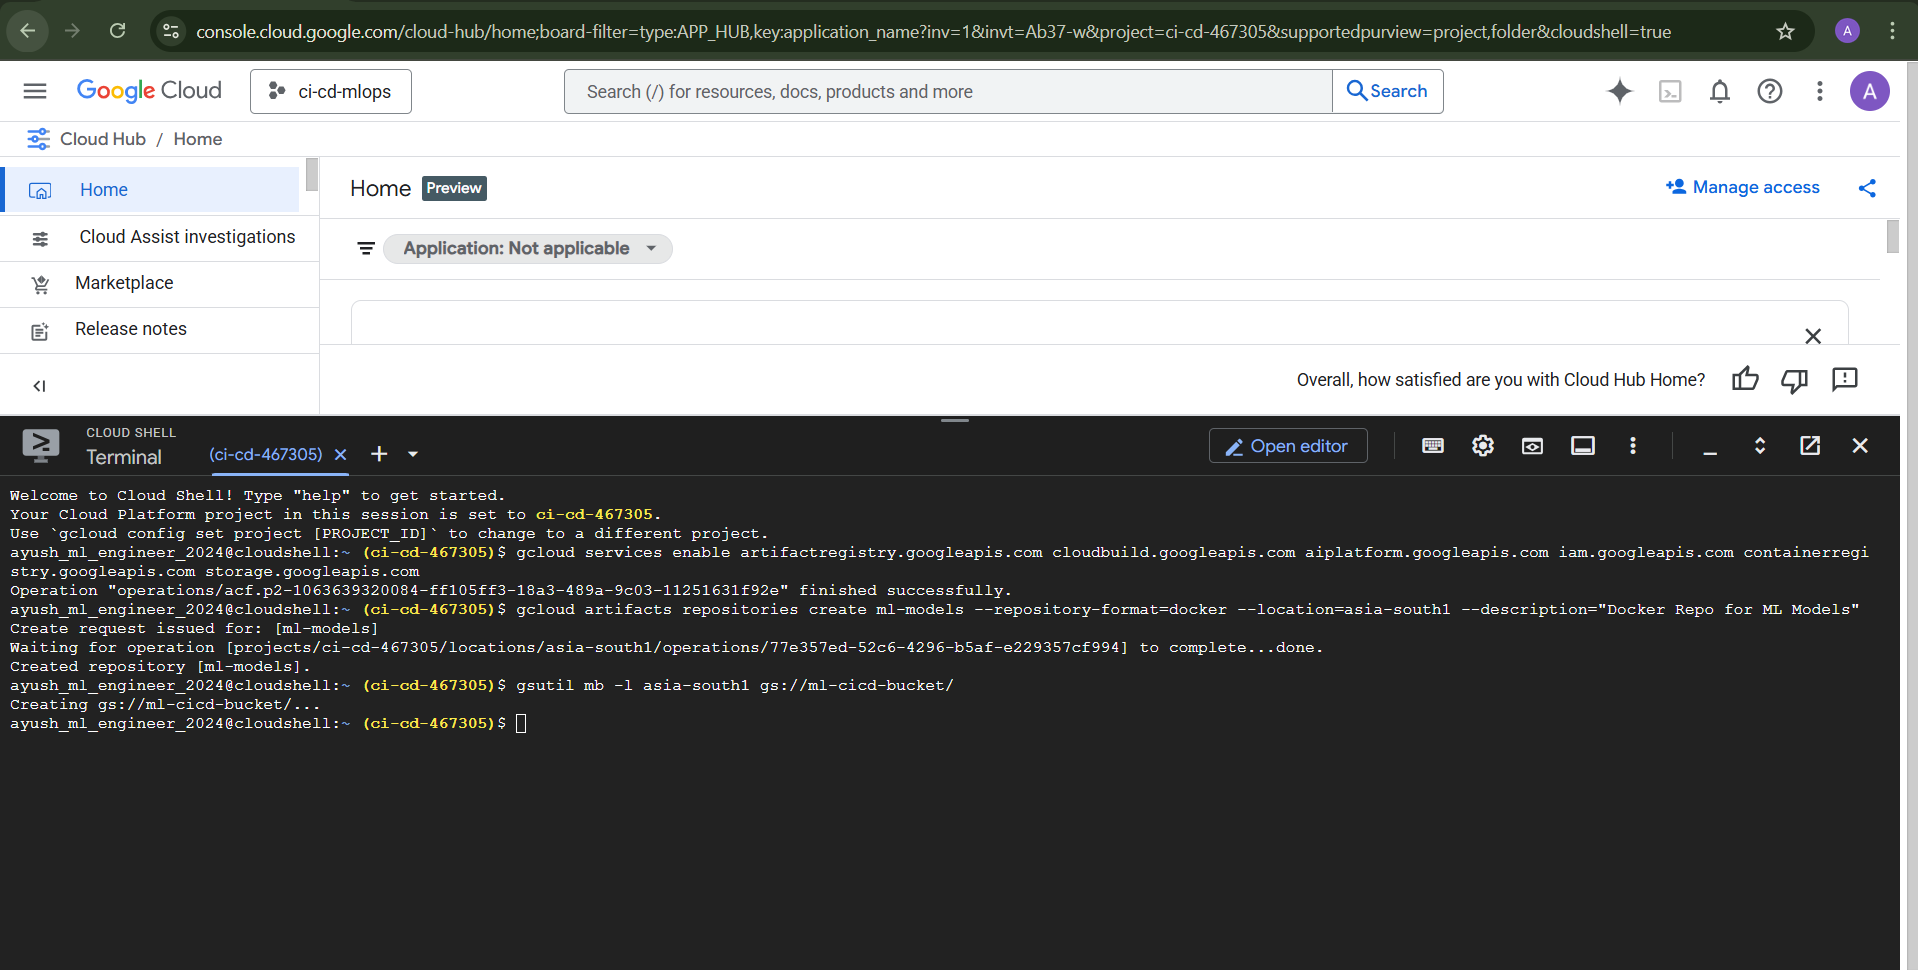 console.cloud.google.com/cloud-hub/home;board-filter=type:APP_HUB,key:application_name?inv=1&invt=Ab37-w&project=ci-cd-467305&supportedpurview=project,folder&cloudshell=true
A
Google Cloud
ci-cd-mlops
Search (/) for resources, docs, products and more
Search
A
Cloud Hub / Home
Home
Cloud Assist investigations
Marketplace
Release notes
Home Preview
Manage access
Application: Not applicable
Overall, how satisfied are you with Cloud Hub Home?
CLOUD SHELL
Terminal
(ci-cd-467305)
Open editor
Welcome to Cloud Shell! Type "help" to get started.
Your Cloud Platform project in this session is set to ci-cd-467305.
Use `gcloud config set project [PROJECT_ID]` to change to a different project.
ayush_ml_engineer_2024@cloudshell:~ (ci-cd-467305)$ gcloud services enable artifactregistry.googleapis.com cloudbuild.googleapis.com aiplatform.googleapis.com iam.googleapis.com containerregi
stry.googleapis.com storage.googleapis.com
Operation "operations/acf.p2-1063639320084-ff105ff3-18a3-489a-9c03-11251631f92e" finished successfully.
ayush_ml_engineer_2024@cloudshell:~ (ci-cd-467305)$ gcloud artifacts repositories create ml-models --repository-format=docker --location=asia-south1 --description="Docker Repo for ML Models"
Create request issued for: [ml-models]
Waiting for operation [projects/ci-cd-467305/locations/asia-south1/operations/77e357ed-52c6-4296-b5af-e229357cf994] to complete...done.
Created repository [ml-models].
ayush_ml_engineer_2024@cloudshell:~ (ci-cd-467305)$ gsutil mb -l asia-south1 gs://ml-cicd-bucket/
Creating gs://ml-cicd-bucket/...
ayush_ml_engineer_2024@cloudshell:~ (ci-cd-467305)$